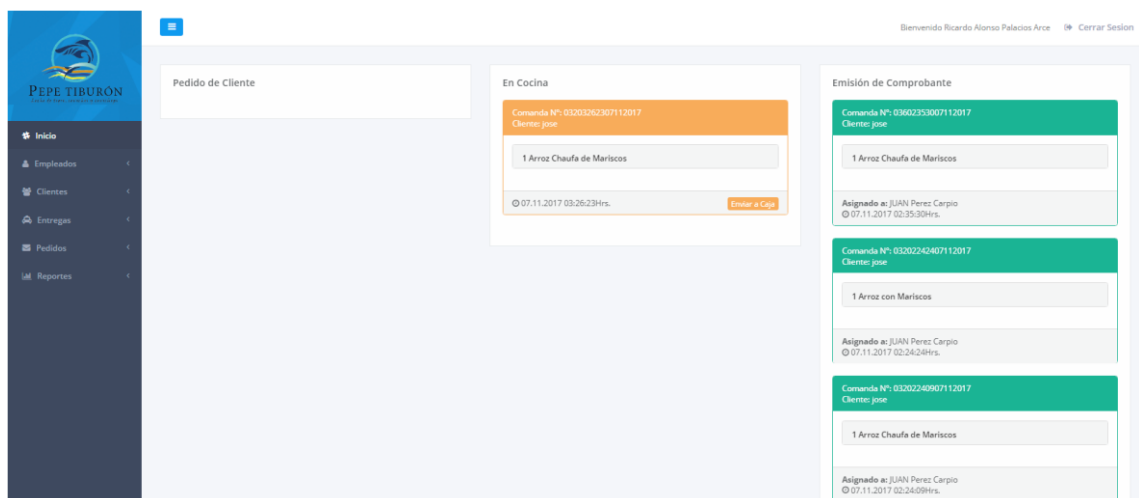 PEPE TIBURÓN
Inicio
Empleados
Clientes
Entregas
Pedidos
Reportes
Bienvenido Ricardo Alonso Palacios Arce
Cerrar Sesion
Pedido de Cliente
En Cocina
Comanda N°: 03203262307112017
Cliente: jose
1 Arroz Chaufa de Mariscos
07.11.2017 03:26:23Hrs.
Enviar a Caja
Emisión de Comprobante
Comanda N°: 03602353007112017
Cliente: jose
1 Arroz Chaufa de Mariscos
Asignado a: JUAN Perez Carpio
07.11.2017 02:35:30Hrs.
Comanda N°: 03202242407112017
Cliente: jose
1 Arroz con Mariscos
Asignado a: JUAN Perez Carpio
07.11.2017 02:24:24Hrs.
Comanda N°: 03202240907112017
Cliente: jose
1 Arroz Chaufa de Mariscos
Asignado a: JUAN Perez Carpio
07.11.2017 02:24:09Hrs.